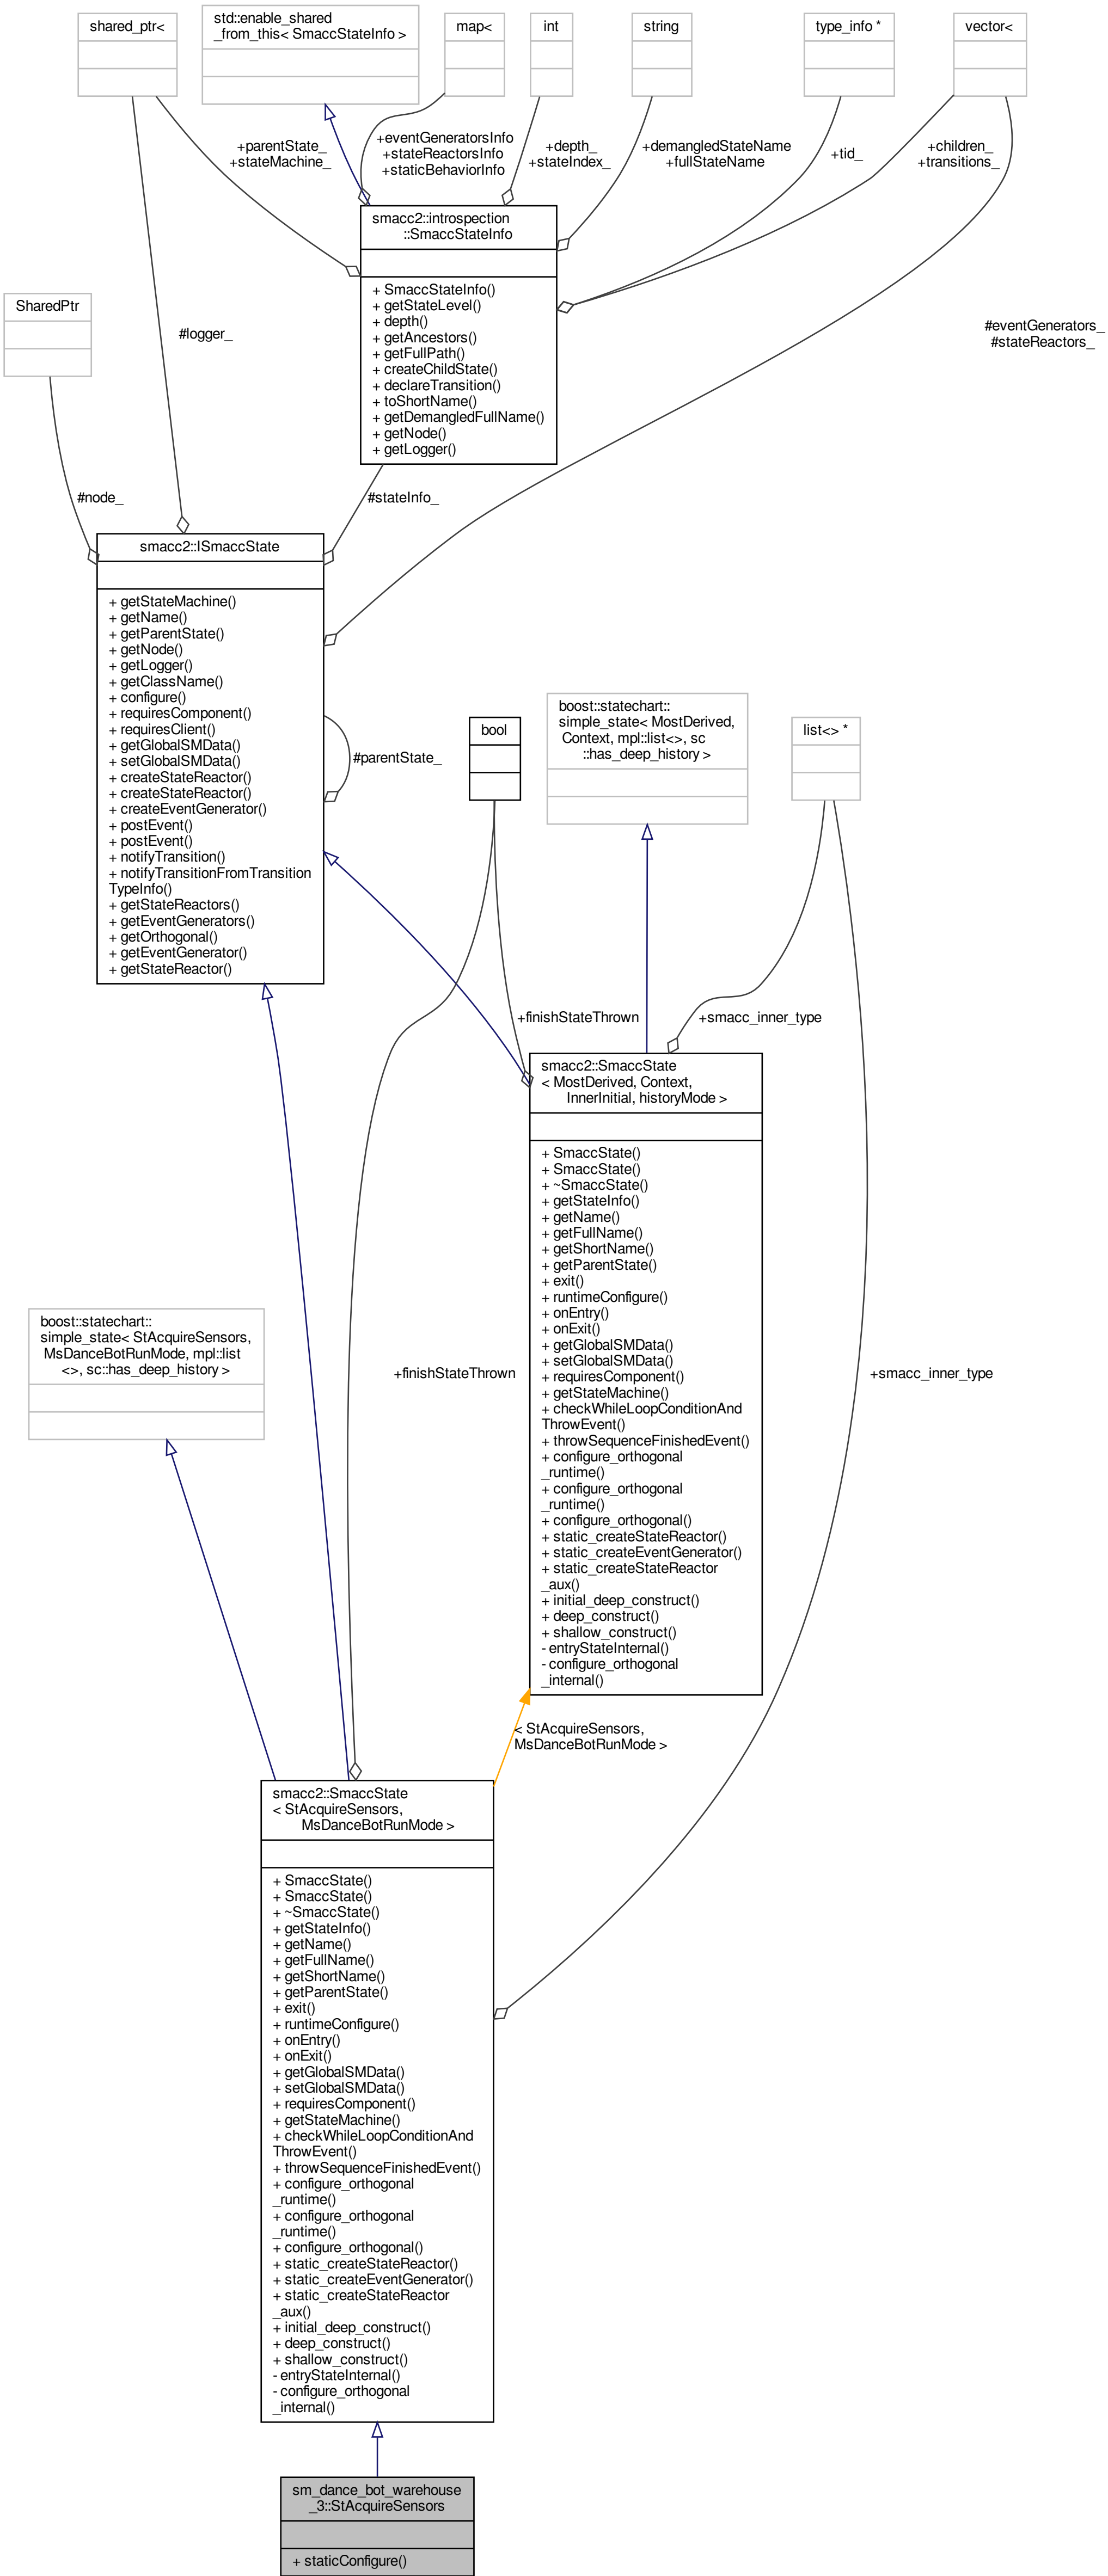 shared_ptr<
std::enable_shared
_from_this< SmaccStateInfo >
map<
int
string
type_info *
vector<
+parentState_
+stateMachine_
+eventGeneratorsInfo
+stateReactorsInfo
+staticBehaviorInfo
+depth_
+stateIndex_
+demangledStateName
+fullStateName
+tid_
+children_
+transitions_
smacc2::introspection
::SmaccStateInfo
+ SmaccStateInfo()
+ getStateLevel()
+ depth()
+ getAncestors()
+ getFullPath()
+ createChildState()
+ declareTransition()
+ toShortName()
+ getDemangledFullName()
+ getNode()
+ getLogger()
SharedPtr
#logger_
#eventGenerators_
#stateReactors_
#node_
#stateInfo_
smacc2::ISmaccState
+ getStateMachine()
+ getName()
+ getParentState()
+ getNode()
+ getLogger()
+ getClassName()
+ configure()
+ requiresComponent()
+ requiresClient()
+ getGlobalSMData()
+ setGlobalSMData()
+ createStateReactor()
+ createStateReactor()
+ createEventGenerator()
+ postEvent()
+ postEvent()
+ notifyTransition()
+ notifyTransitionFromTransition
TypeInfo()
+ getStateReactors()
+ getEventGenerators()
+ getOrthogonal()
+ getEventGenerator()
+ getStateReactor()
#parentState_
bool
boost::statechart::
simple_state< MostDerived,
Context, mpl::list<>, sc
::has_deep_history >
list<> *
+finishStateThrown
+smacc_inner_type
smacc2::SmaccState
< MostDerived, Context,
InnerInitial, historyMode >
+ SmaccState()
+ SmaccState()
+ ~SmaccState()
+ getStateInfo()
+ getName()
+ getFullName()
+ getShortName()
+ getParentState()
+ exit()
+ runtimeConfigure()
+ onEntry()
+ onExit()
+ getGlobalSMData()
+ setGlobalSMData()
+ requiresComponent()
+ getStateMachine()
+ checkWhileLoopConditionAnd
ThrowEvent()
+ throwSequenceFinishedEvent()
+ configure_orthogonal
_runtime()
+ configure_orthogonal
_runtime()
+ configure_orthogonal()
+ static_createStateReactor()
+ static_createEventGenerator()
+ static_createStateReactor
_aux()
+ initial_deep_construct()
+ deep_construct()
+ shallow_construct()
- entryStateInternal()
- configure_orthogonal
_internal()
boost::statechart::
simple_state< StAcquireSensors,
MsDanceBotRunMode, mpl::list
<>, sc::has_deep_history >
+finishStateThrown
+smacc_inner_type
< StAcquireSensors,
MsDanceBotRunMode >
smacc2::SmaccState
< StAcquireSensors,
MsDanceBotRunMode >
+ SmaccState()
+ SmaccState()
+ ~SmaccState()
+ getStateInfo()
+ getName()
+ getFullName()
+ getShortName()
+ getParentState()
+ exit()
+ runtimeConfigure()
+ onEntry()
+ onExit()
+ getGlobalSMData()
+ setGlobalSMData()
+ requiresComponent()
+ getStateMachine()
+ checkWhileLoopConditionAnd
ThrowEvent()
+ throwSequenceFinishedEvent()
+ configure_orthogonal
_runtime()
+ configure_orthogonal
_runtime()
+ configure_orthogonal()
+ static_createStateReactor()
+ static_createEventGenerator()
+ static_createStateReactor
_aux()
+ initial_deep_construct()
+ deep_construct()
+ shallow_construct()
- entryStateInternal()
- configure_orthogonal
_internal()
sm_dance_bot_warehouse
_3::StAcquireSensors
+ staticConfigure()